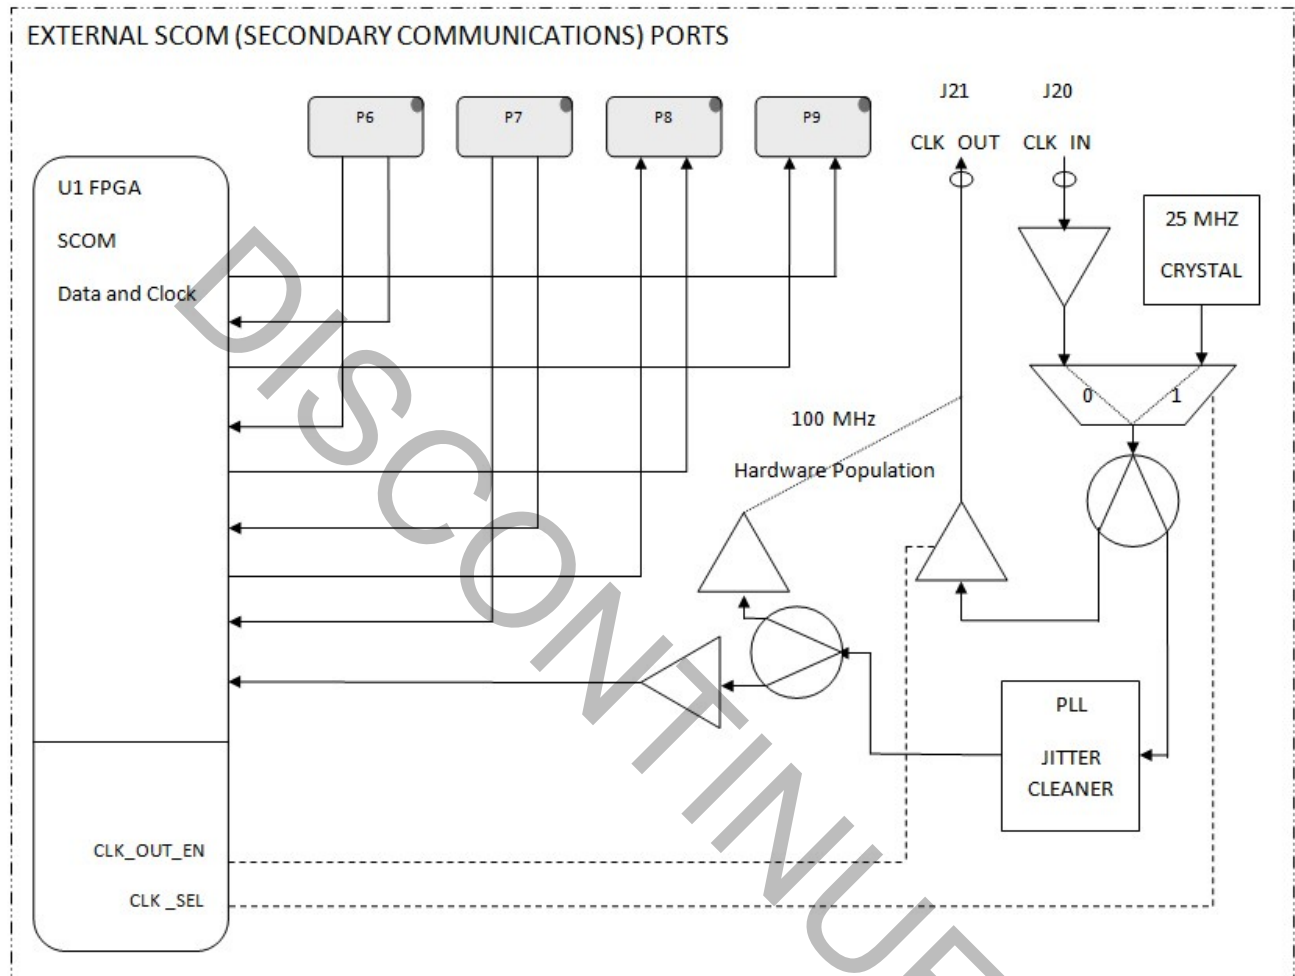 EXTERNAL SCOM (SECONDARY COMMUNICATIONS) PORTS
P6
P7
P8
P9
J21
J20
CLK OUT
CLK IN
U1 FPGA
SCOM
Data and Clock
25 MHZ
CRYSTAL
0
1
100 MHz
Hardware Population
PLL
JITTER
CLEANER
CLK_OUT_EN
CLK _SEL
DISCONTINUE